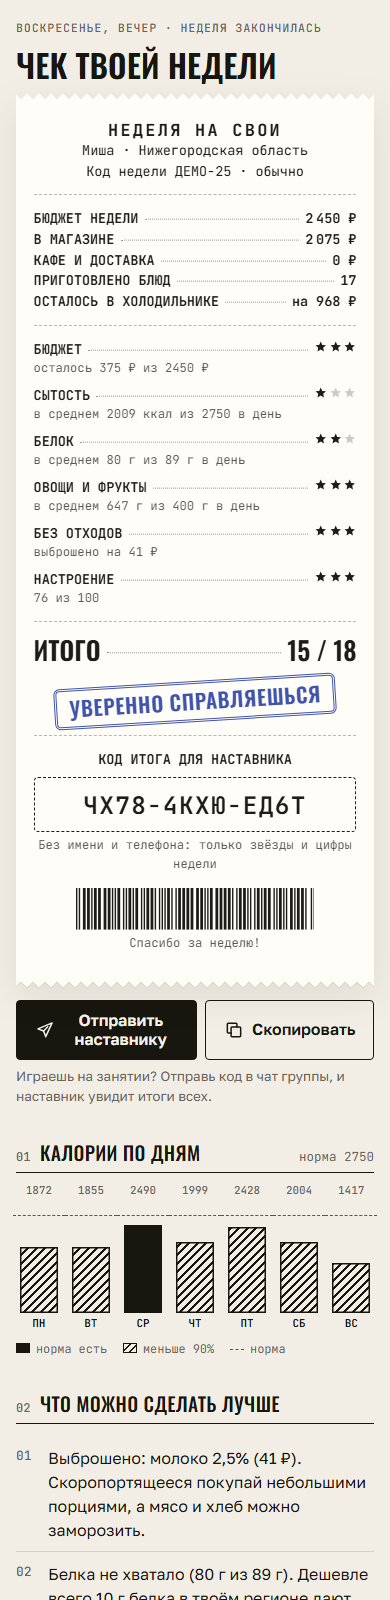 ВОСКРЕСЕНЬЕ, ВЕЧЕР · НЕДЕЛЯ ЗАКОНЧИЛАСЬ
ЧЕК ТВОЕЙ НЕДЕЛИ
НЕДЕЛЯ НА СВОИ
Миша · Нижегородская область
Код недели ДЕМО-25 · обычно
БЮДЖЕТ НЕДЕЛИ 2 450 ₽
В МАГАЗИНЕ 2 075 ₽
КАФЕ И ДОСТАВКА 0 ₽
ПРИГОТОВЛЕНО БЛЮД 17
ОСТАЛОСЬ В ХОЛОДИЛЬНИКЕ на 968 ₽
БЮДЖЕТ ★★★
осталось 375 ₽ из 2450 ₽
СЫТОСТЬ ★★★
в среднем 2009 ккал из 2750 в день
БЕЛОК ★★★
в среднем 80 г из 89 г в день
ОВОЩИ И ФРУКТЫ ★★★
в среднем 647 г из 400 г в день
БЕЗ ОТХОДОВ ★★★
выброшено на 41 ₽
НАСТРОЕНИЕ ★★★
76 из 100
ИТОГО 15 / 18
УВЕРЕННО СПРАВЛЯЕШЬСЯ
КОД ИТОГА ДЛЯ НАСТАВНИКА
ЧХ78-4КХЮ-ЕД6Т
Без имени и телефона: только звёзды и цифры
недели
Спасибо за неделю!
Отправить
наставнику
Скопировать
Играешь на занятии? Отправь код в чат группы, и
наставник увидит итоги всех.
01 КАЛОРИИ ПО ДНЯМ норма 2750
1872 1855 2490 1999 2428 2004 1417
ПН ВТ СР ЧТ ПТ СБ ВС
норма есть меньше 90% --- норма
02 ЧТО МОЖНО СДЕЛАТЬ ЛУЧШЕ
01 Выброшено: молоко 2,5% (41 ₽).
Скоропортящееся покупай небольшими
порциями, а мясо и хлеб можно
заморозить.
02 Белка не хватало (80 г из 89 г). Дешевле
всего 10 г белка в твоём регионе дают